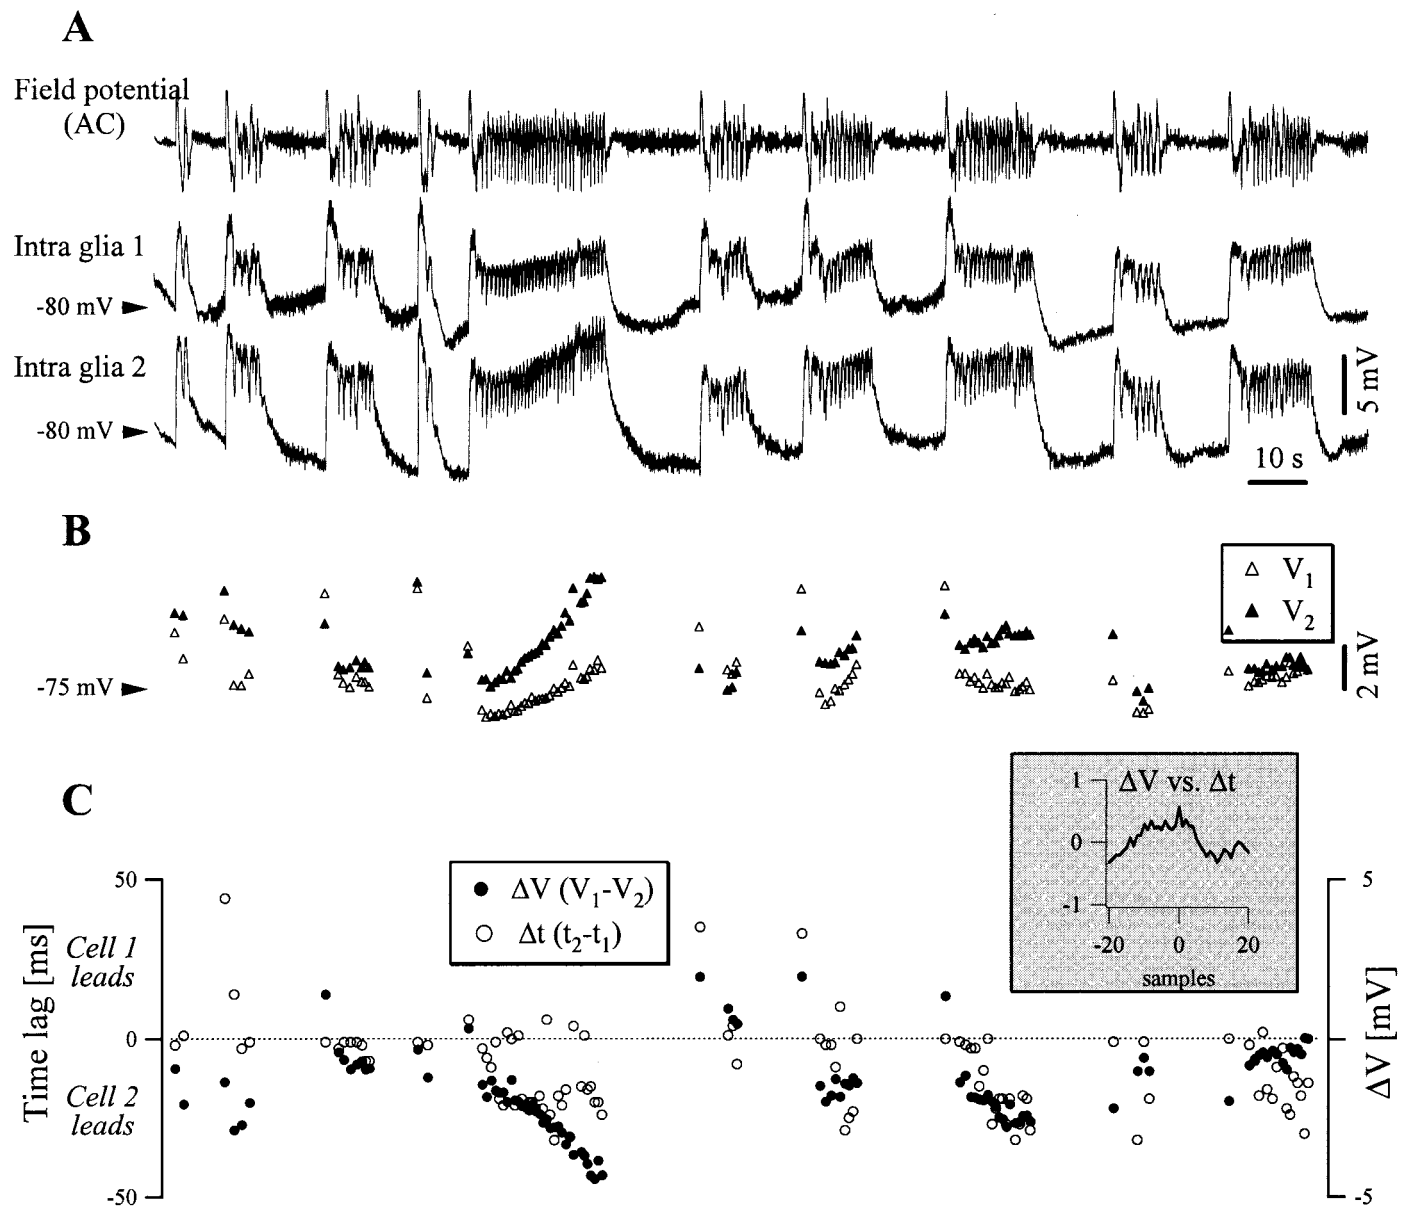 A
Field potential
(AC)
Intra glia 1
-80 mV
Intra glia 2
-80 mV
5 mV
10 s
B
V1
V2
-75 mV
2 mV
C
ΔV vs. Δt
1
0
-1
-20 0 20
samples
ΔV (V1-V2)
Δt (t2-t1)
50
0
-50
Cell 1
leads
Cell 2
leads
Time lag [ms]
5
0
-5
ΔV [mV]